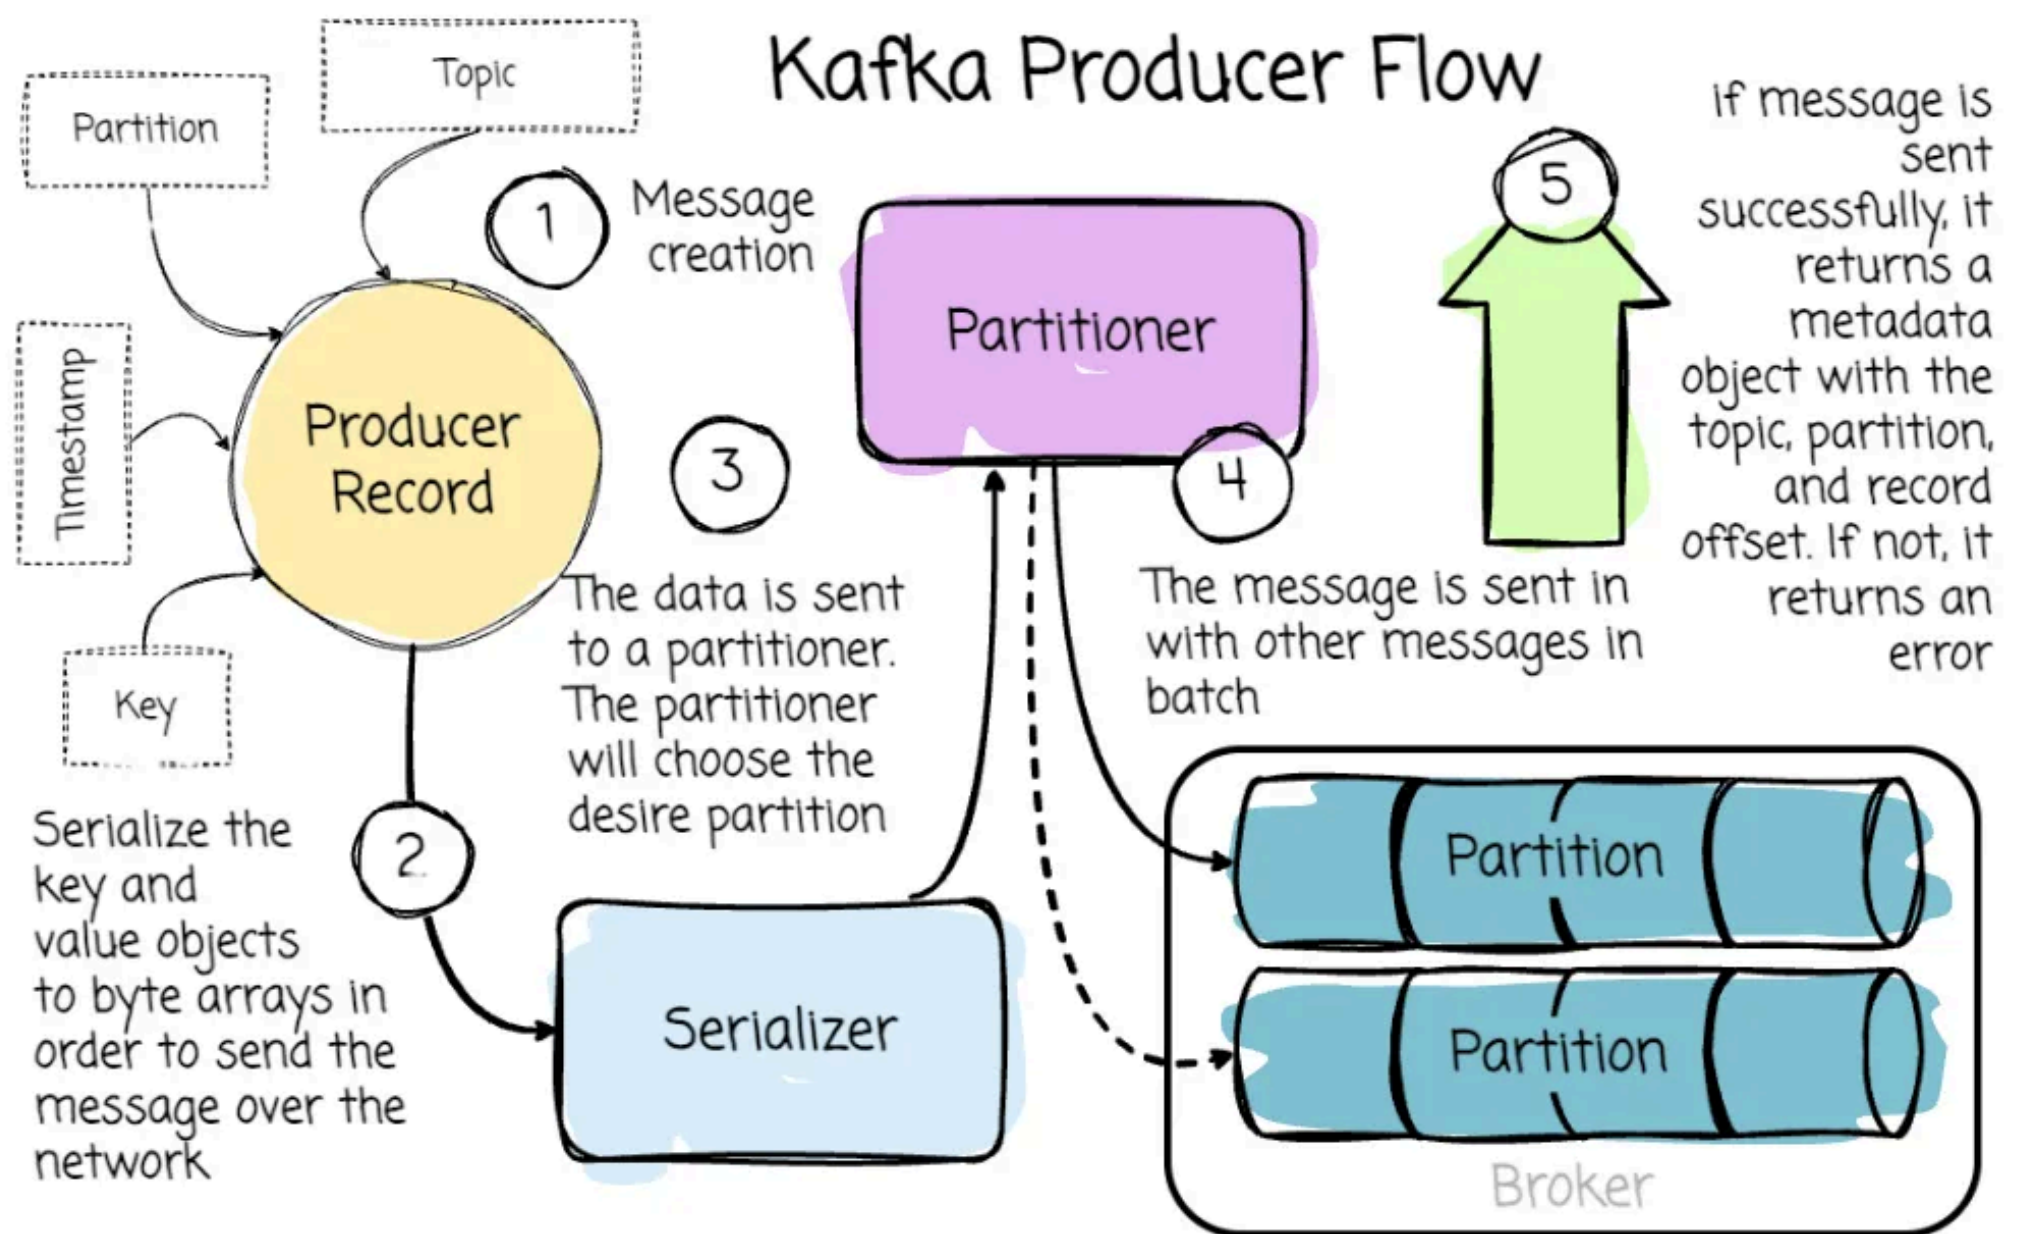 Kafka Producer Flow
Topic
Partition
Timestamp
Key
Producer
Record
1
Message
creation
2
Serialize the
key and
value objects
to byte arrays in
order to send the
message over the
network
Serializer
3
The data is sent
to a partitioner.
The partitioner
will choose the
desire partition
Partitioner
4
The message is sent in
with other messages in
batch
Partition
Partition
Broker
5
if message is
sent
successfully, it
returns a
metadata
object with the
topic, partition,
and record
offset. If not, it
returns an
error